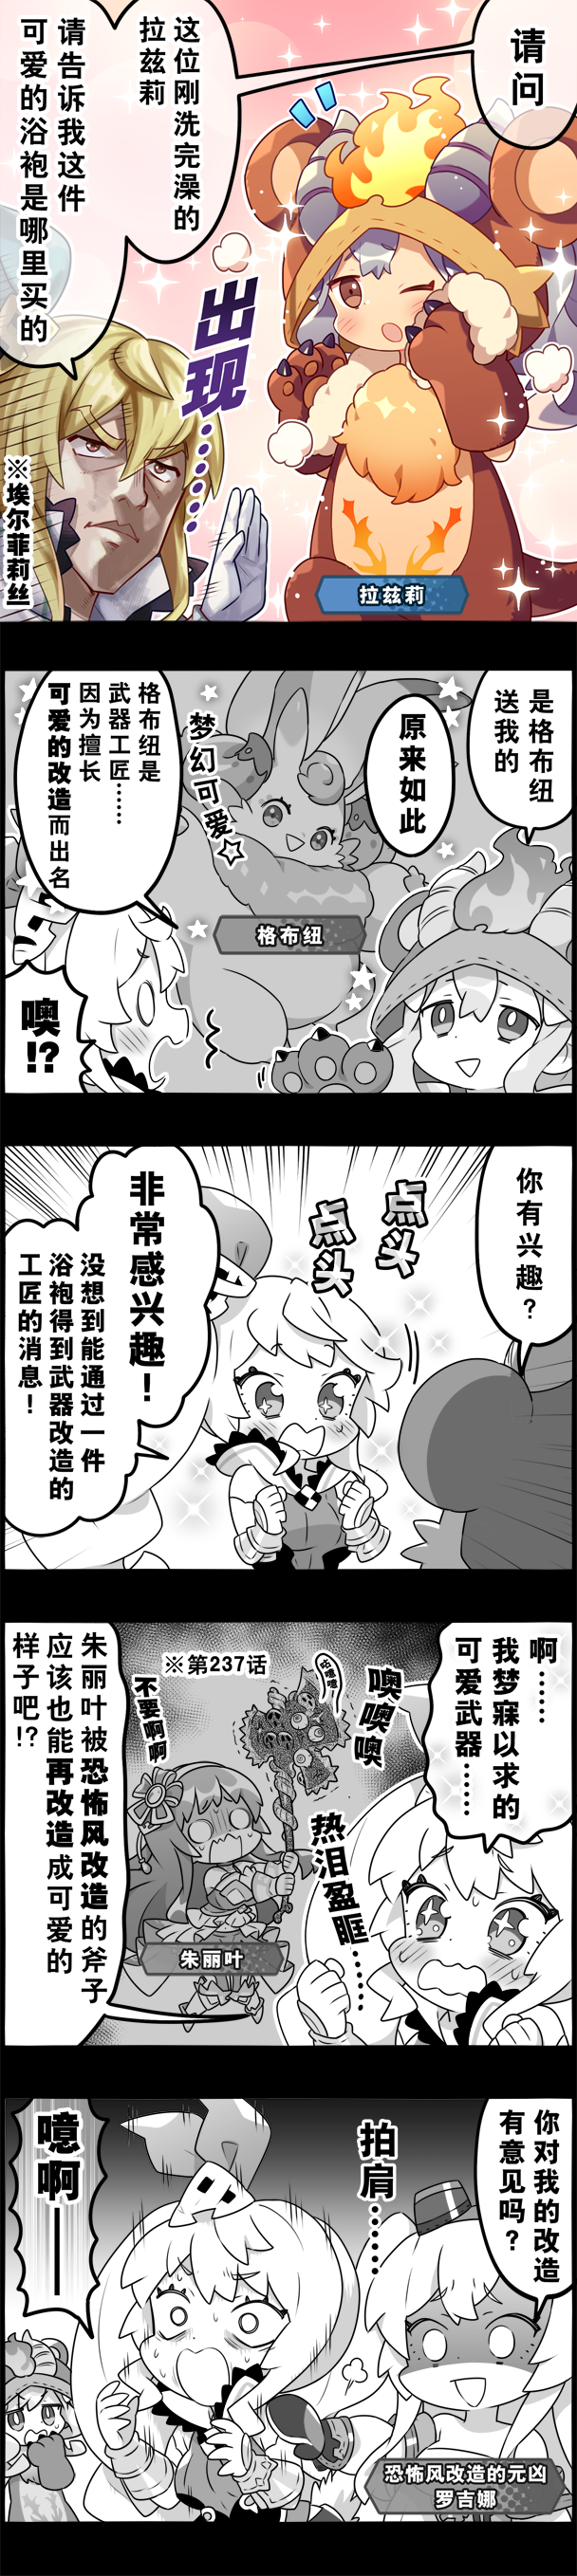 请问
这位刚洗完澡的
拉兹莉
请告诉我这件
可爱的浴袍是哪里买的
出现……
※埃尔菲莉丝
拉兹莉
是格布纽
送我的
原来如此
梦幻可爱☆
格布纽
格布纽是
武器工匠……
因为擅长
可爱的改造而出名
噢!?
你有兴趣?
点头
点头
非常感兴趣!
没想到能通过一件
浴袍得到武器改造的
工匠的消息!
啊……
我梦寐以求的
可爱武器……
噢噢噢
热泪盈眶……
※第237话
咕噫噫
不要啊啊
朱丽叶
朱丽叶被恐怖风改造的斧子
应该也能再改造成可爱的
样子吧!?
你对我的改造
有意见吗?
拍肩……
噫啊——
恐怖风改造的元凶
罗吉娜